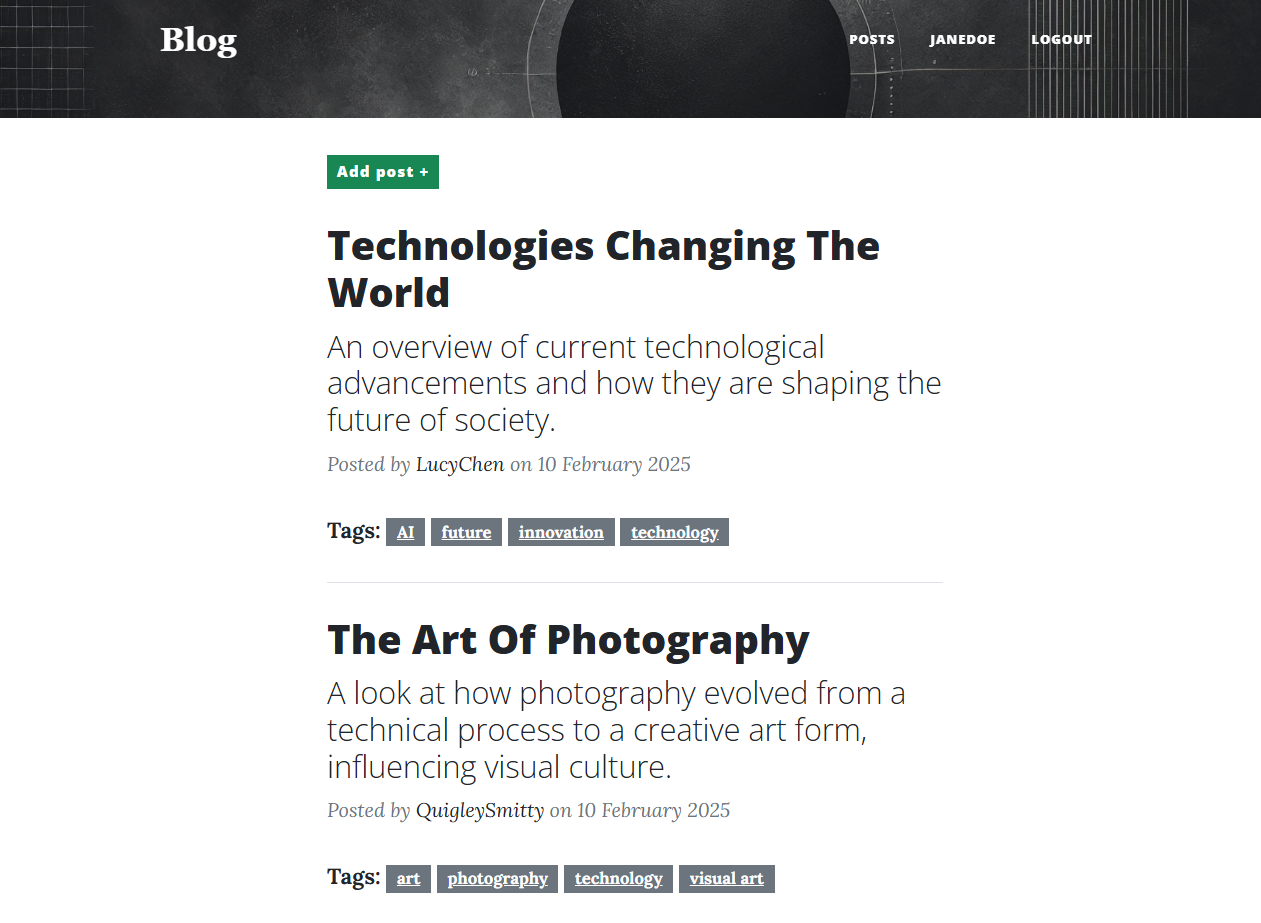 Blog
POSTS JANEDOE LOGOUT
Add post +
Technologies Changing The
World
An overview of current technological
advancements and how they are shaping the
future of society.
Posted by LucyChen on 10 February 2025
Tags: AI future innovation technology
The Art Of Photography
A look at how photography evolved from a
technical process to a creative art form,
influencing visual culture.
Posted by QuigleySmitty on 10 February 2025
Tags: art photography technology visual art